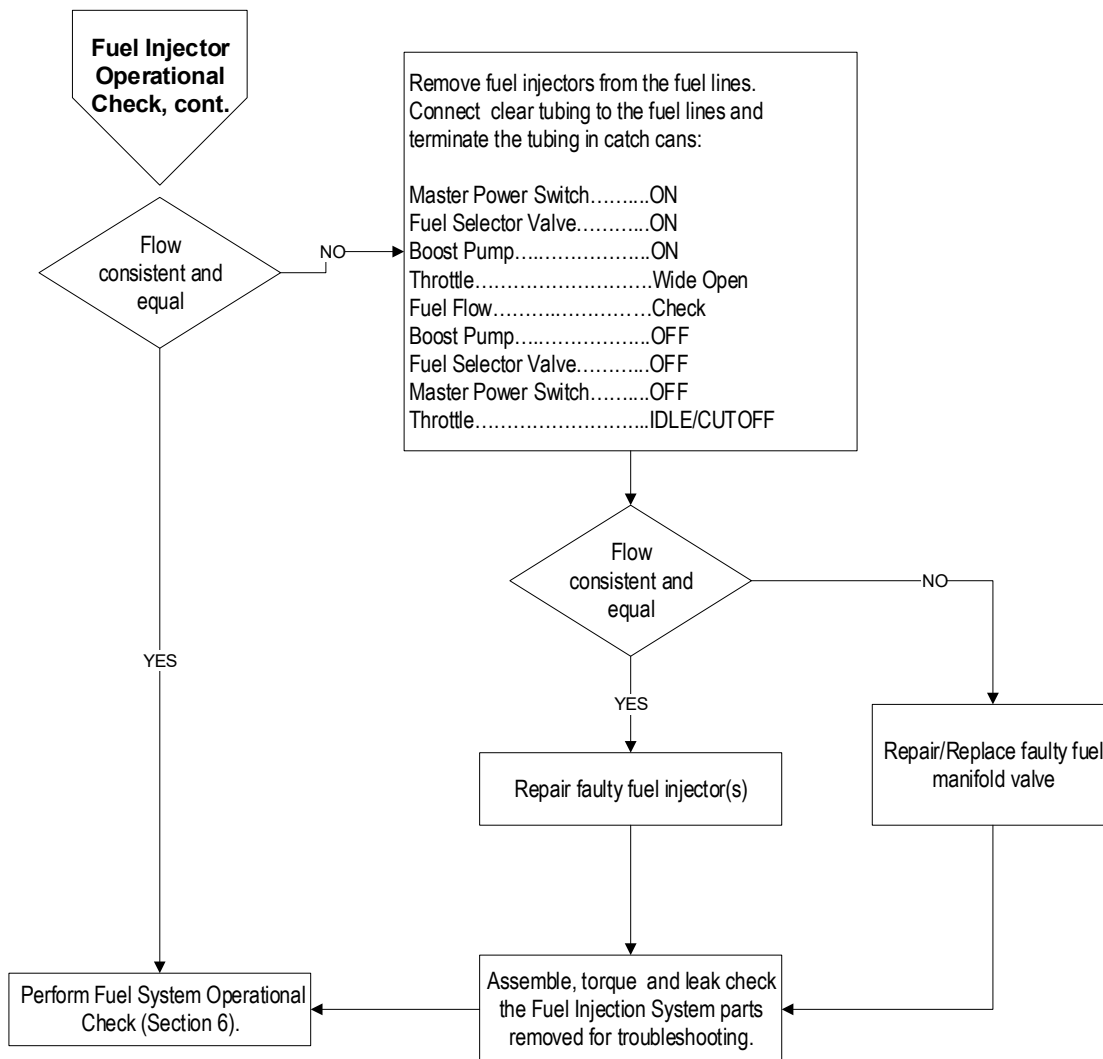 Fuel Injector
Operational
Check, cont.
Remove fuel injectors from the fuel lines.
Connect clear tubing to the fuel lines and
terminate the tubing in catch cans:
Master Power Switch……....ON
Fuel Selector Valve………...ON
Boost Pump….……………...ON
Throttle……………………….Wide Open
Fuel Flow………..……………Check
Boost Pump….……………...OFF
Fuel Selector Valve………...OFF
Master Power Switch……....OFF
Throttle……………………...IDLE/CUTOFF
Flow
consistent and
equal
NO
Flow
consistent and
equal
NO
YES
YES
Repair faulty fuel injector(s)
Repair/Replace faulty fuel
manifold valve
Perform Fuel System Operational
Check (Section 6).
Assemble, torque and leak check
the Fuel Injection System parts
removed for troubleshooting.